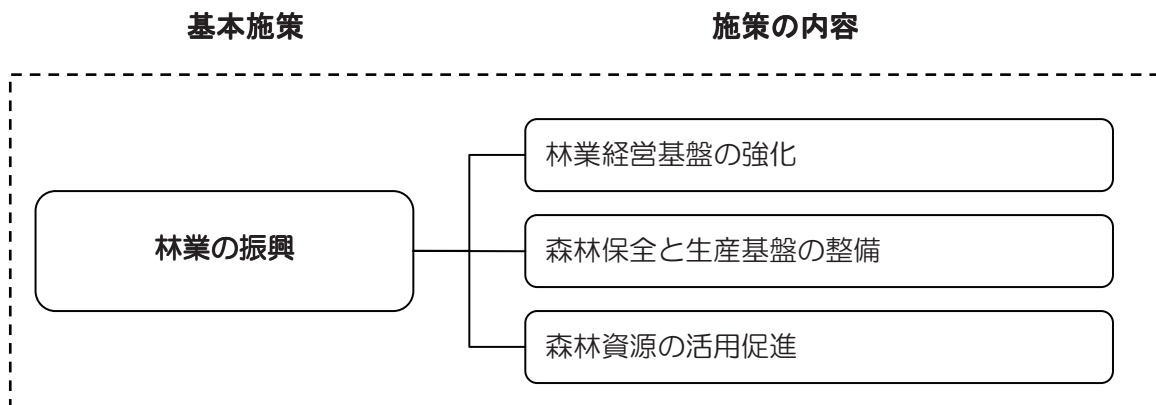 基本施策
施策の内容
林業の振興
林業経営基盤の強化
森林保全と生産基盤の整備
森林資源の活用促進